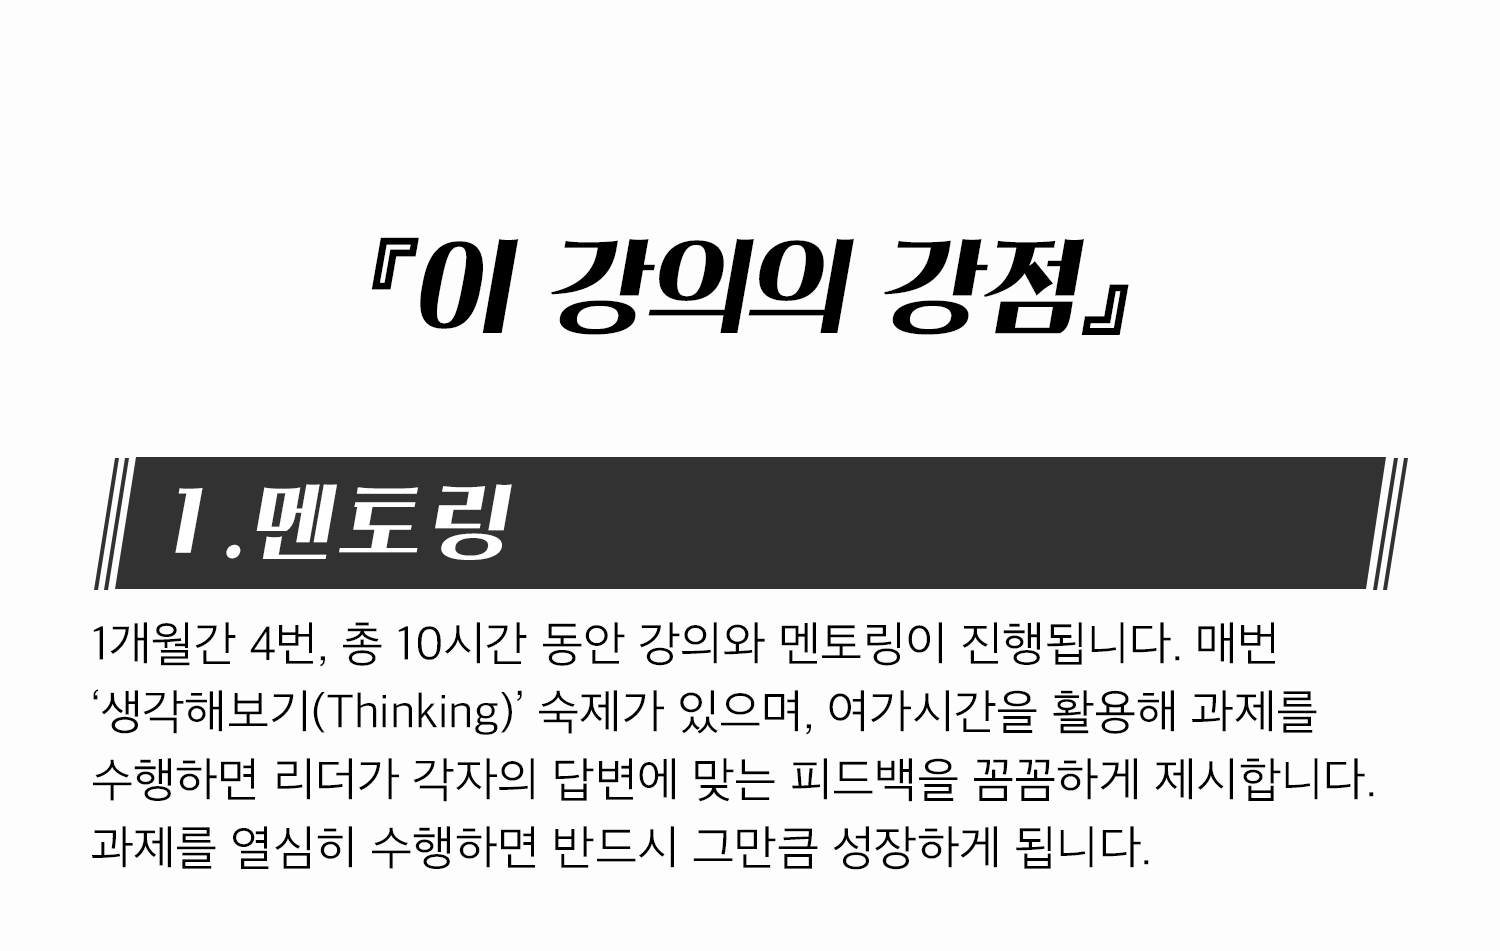 『이 강의의 강점』
1.멘토링
1개월간 4번, 총 10시간 동안 강의와 멘토링이 진행됩니다. 매번
‘생각해보기(Thinking)’ 숙제가 있으며, 여가시간을 활용해 과제를
수행하면 리더가 각자의 답변에 맞는 피드백을 꼼꼼하게 제시합니다.
과제를 열심히 수행하면 반드시 그만큼 성장하게 됩니다.